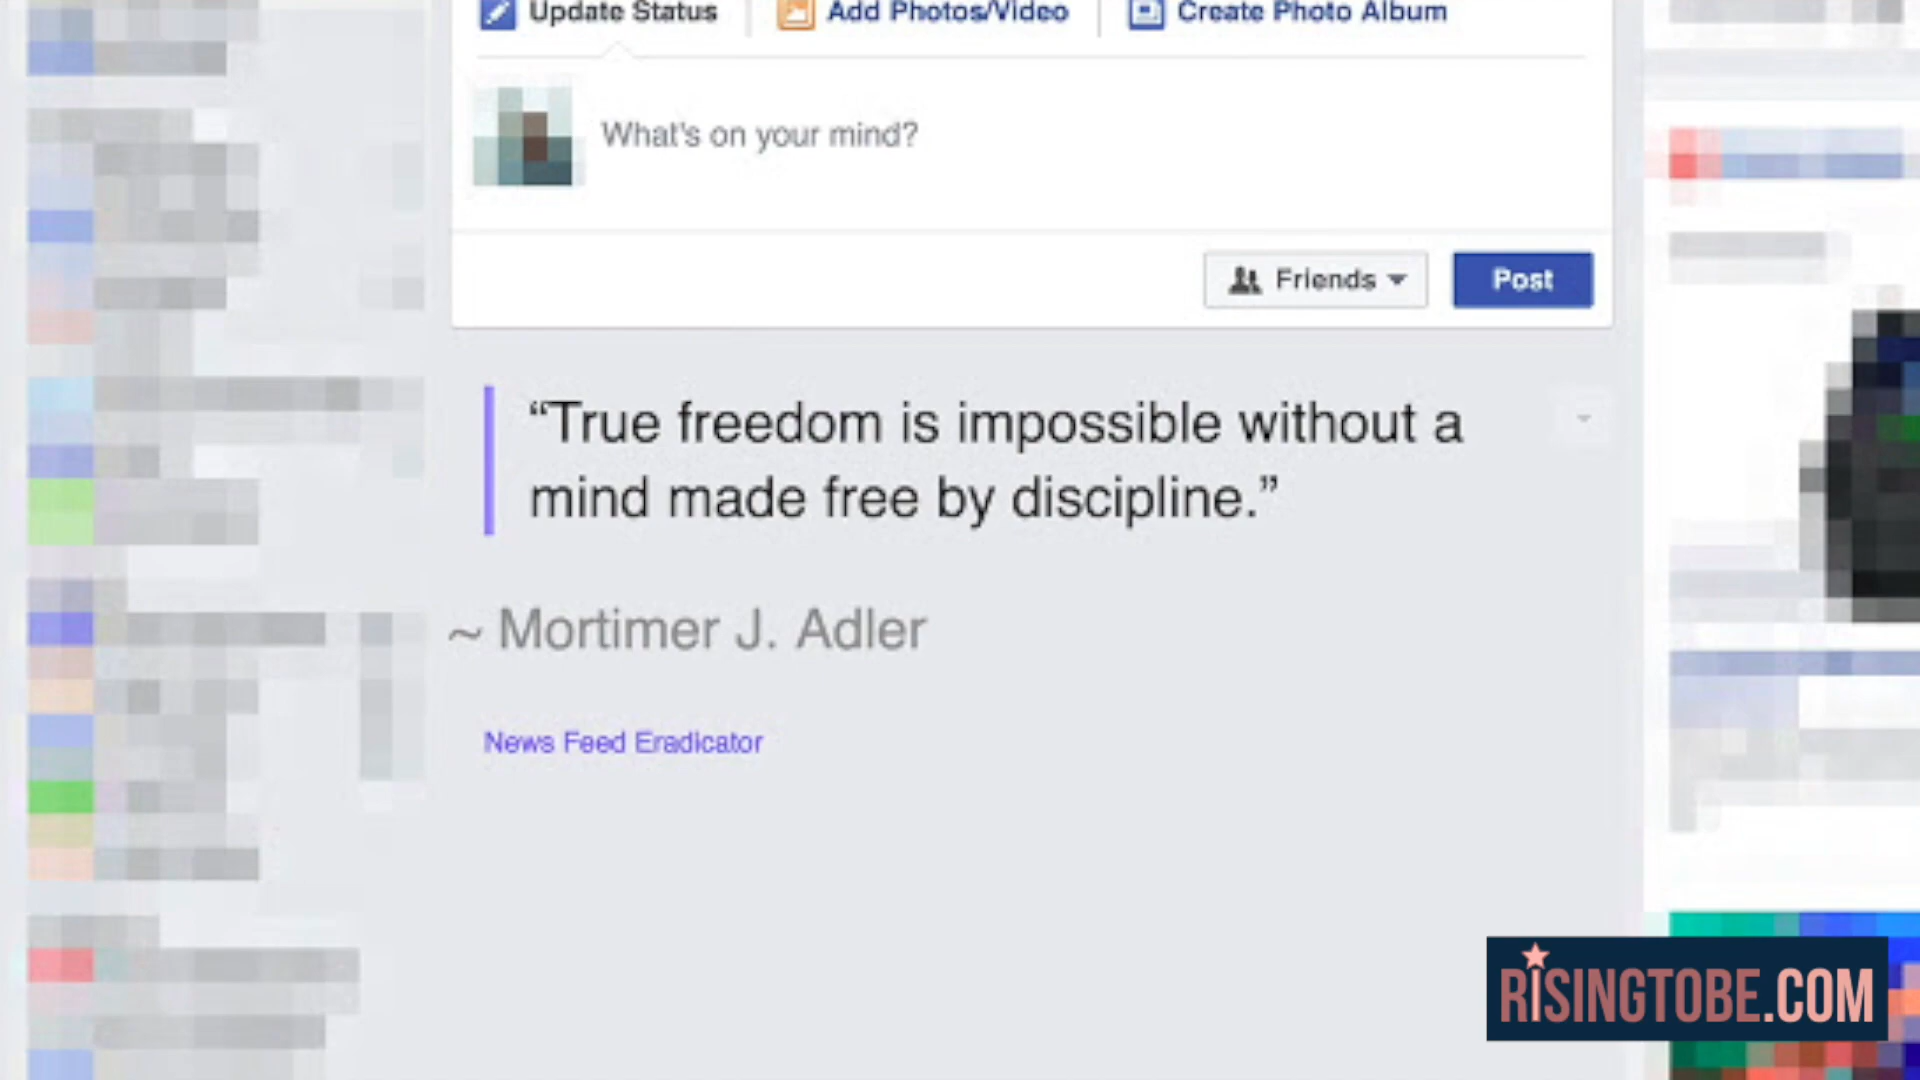 Update Status
Add Photos/Video
Create Photo Album
What's on your mind?
Friends
Post
“True freedom is impossible without a
mind made free by discipline.”
~ Mortimer J. Adler
News Feed Eradicator
RISINGTOBE.COM